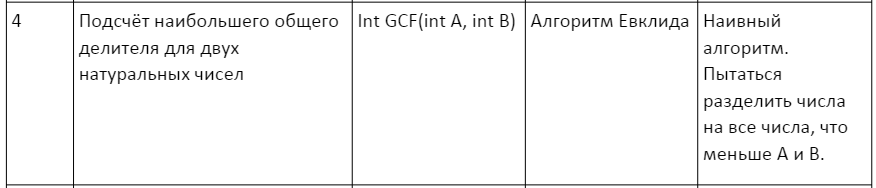 4
Подсчёт наибольшего общего
делителя для двух
натуральных чисел
Int GCF(int A, int B)
Алгоритм Евклида
Наивный
алгоритм.
Пытаться
разделить числа
на все числа, что
меньше A и B.